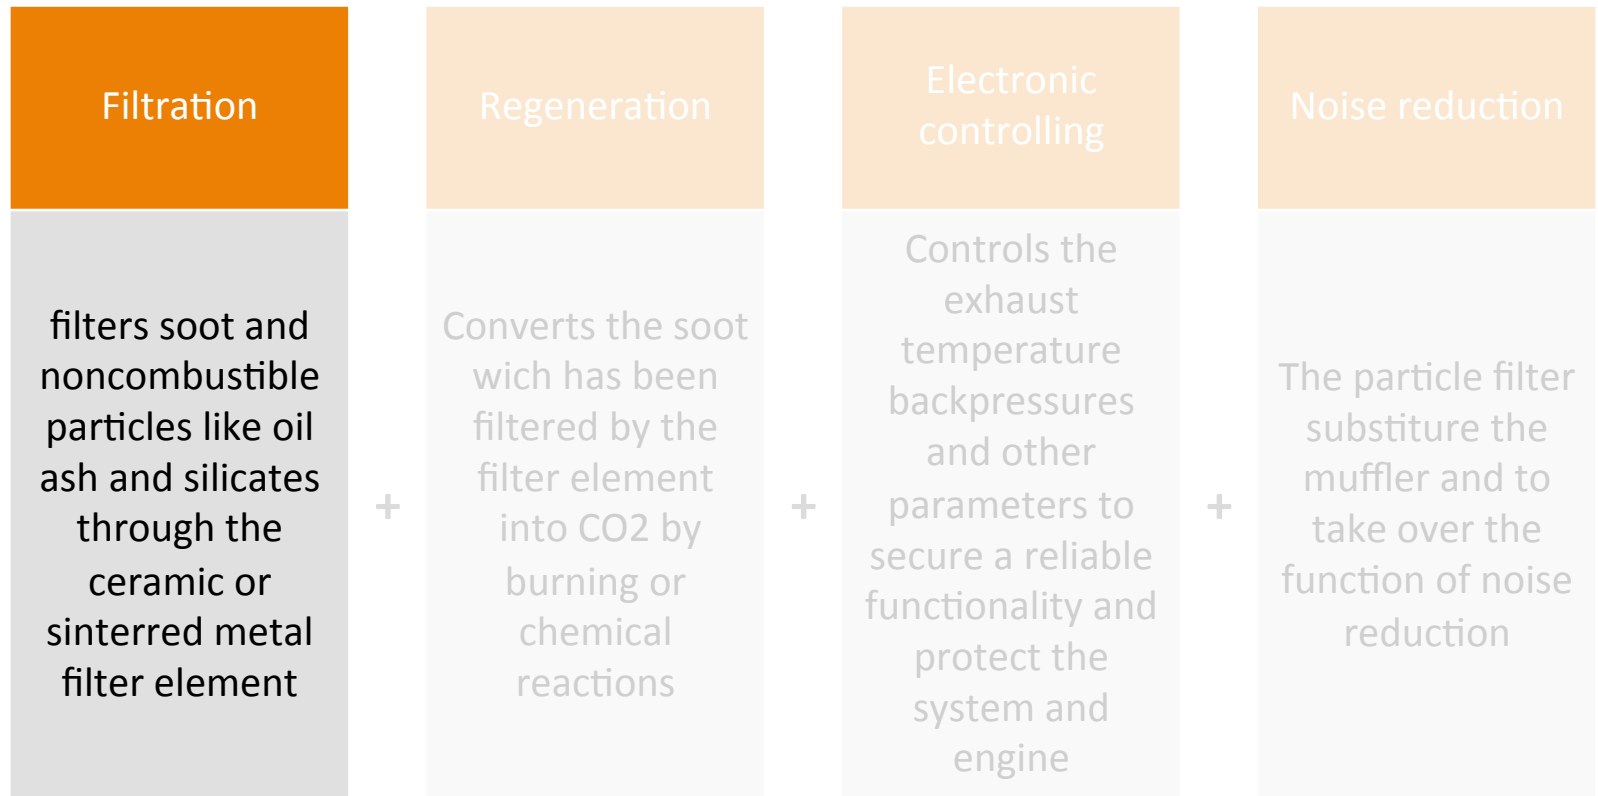 Filtration
filters soot and
noncombustible
particles like oil
ash and silicates
through the
ceramic or
sinterred metal
filter element
+
Regeneration
Converts the soot
wich has been
filtered by the
filter element
into CO2 by
burning or
chemical
reactions
+
Electronic
controlling
Controls the
exhaust
temperature
backpressures
and other
parameters to
secure a reliable
functionality and
protect the
system and
engine
+
Noise reduction
The particle filter
substiture the
muffler and to
take over the
function of noise
reduction